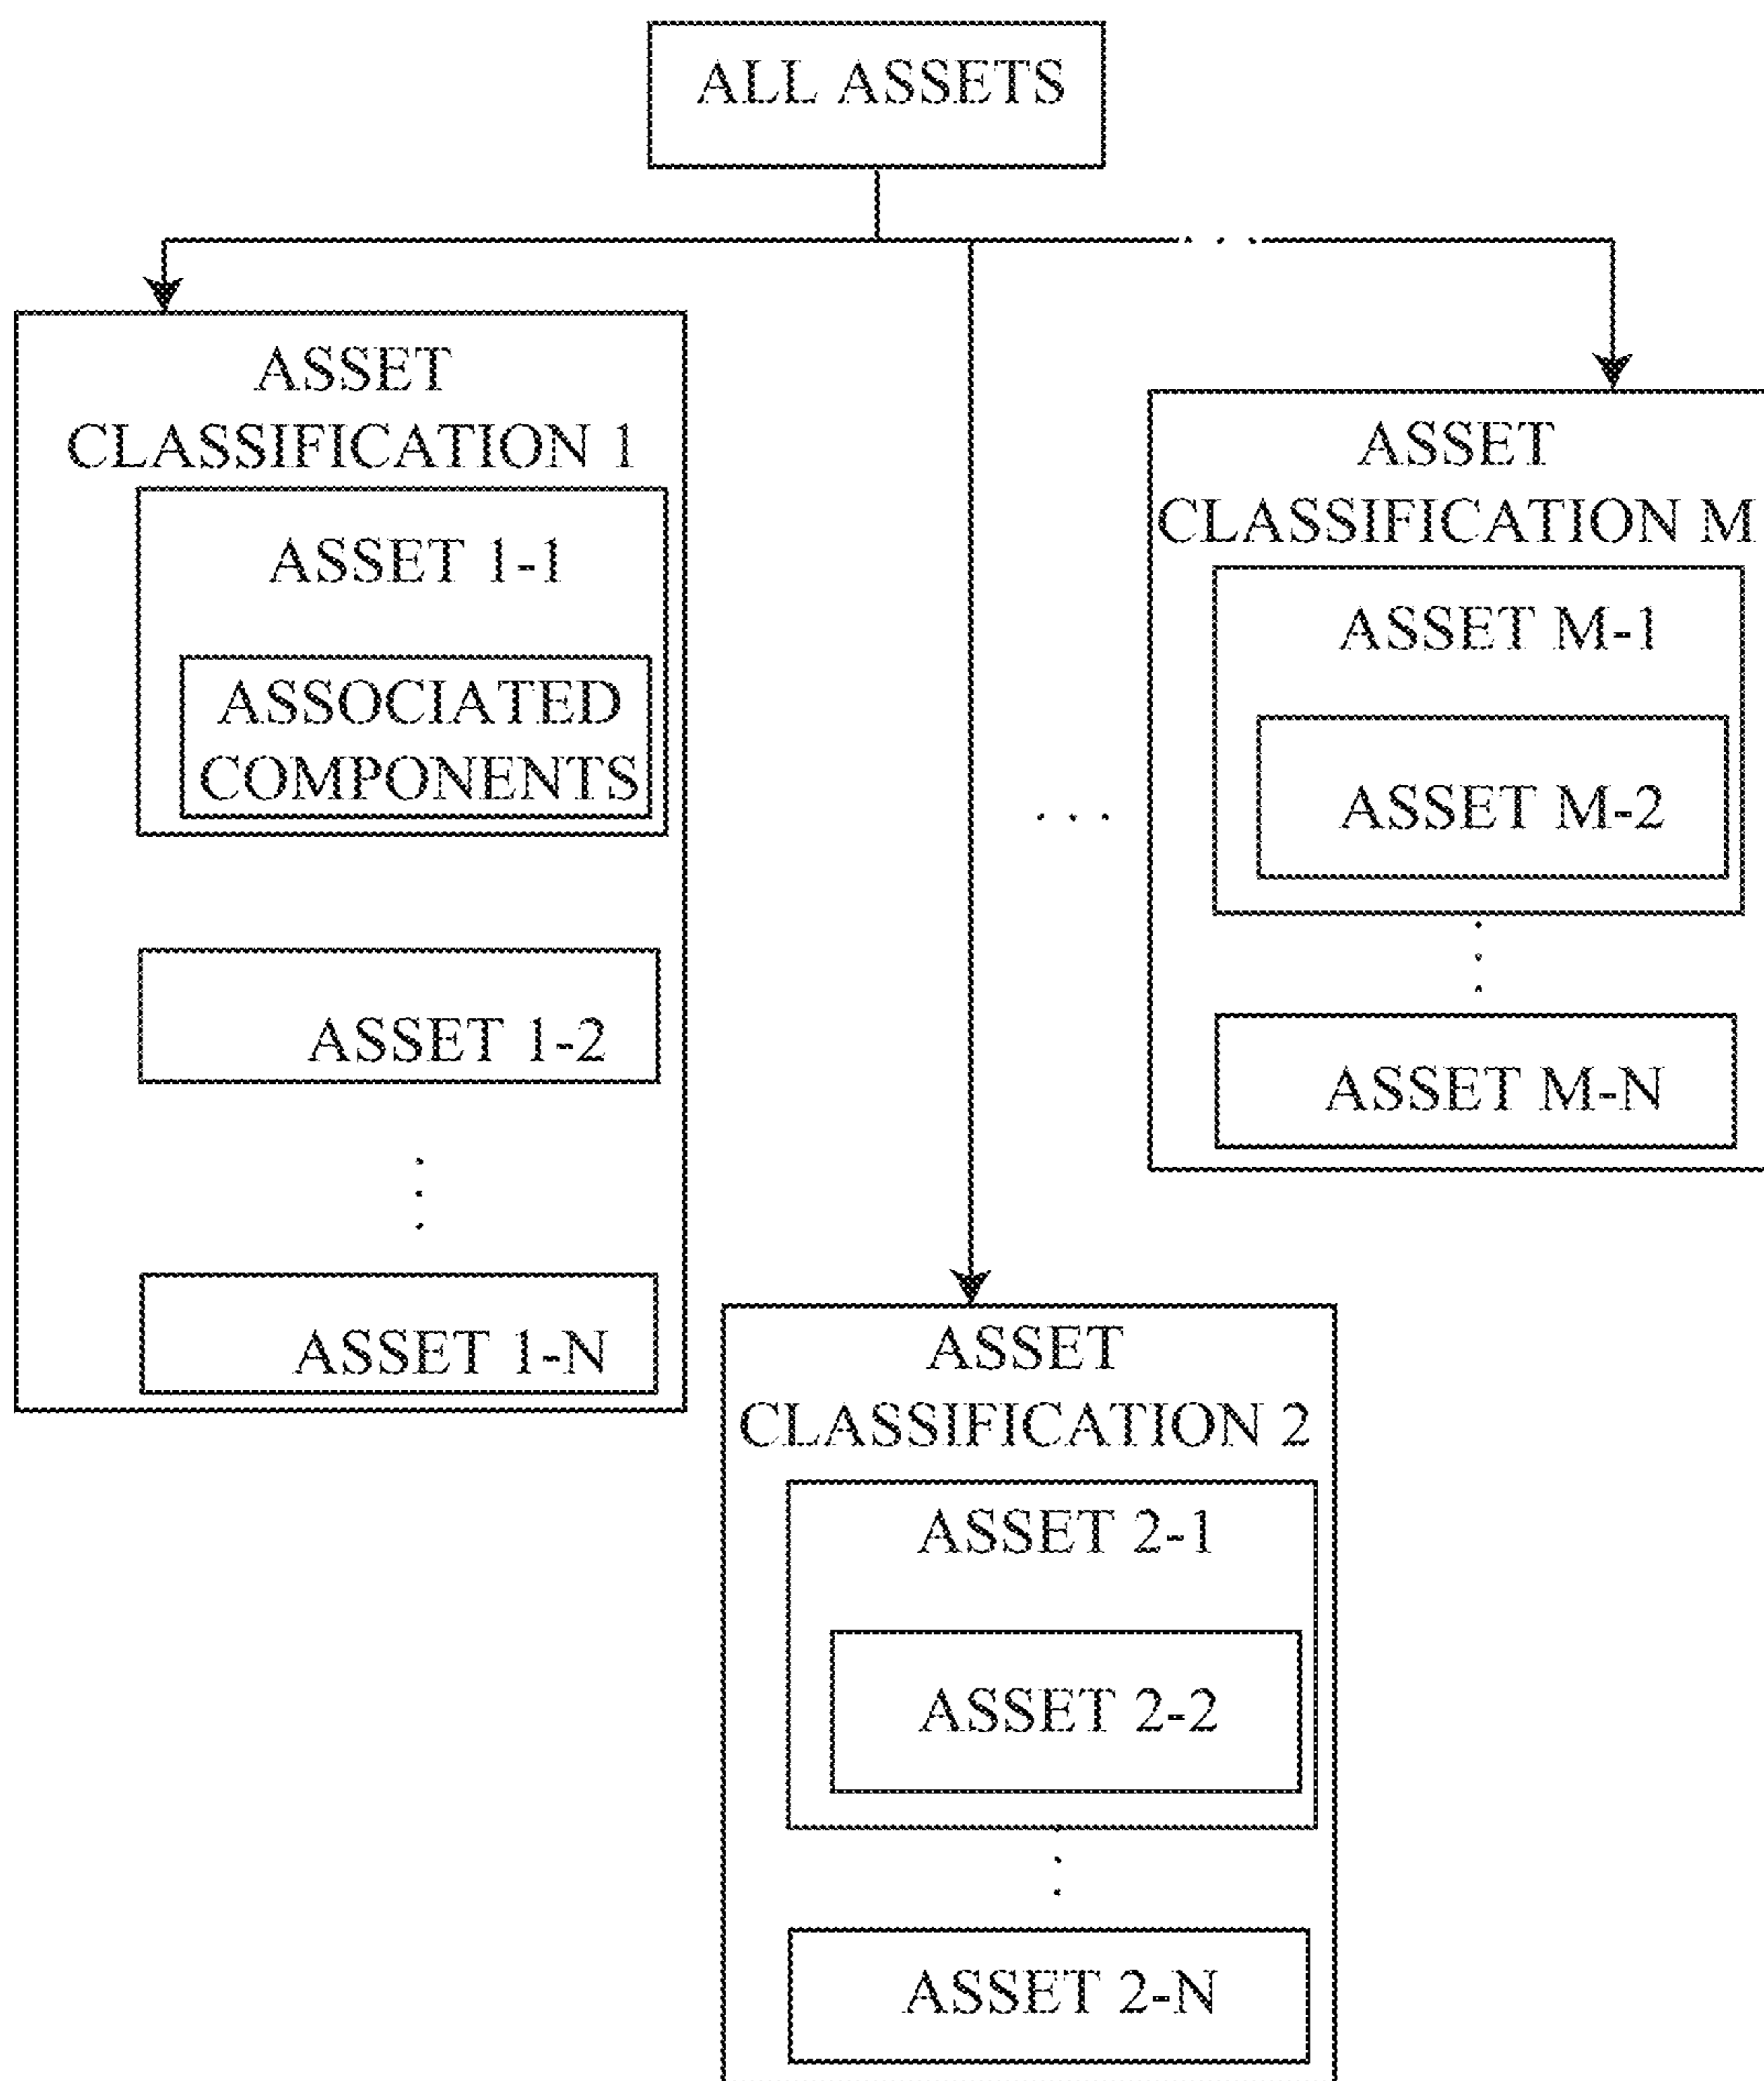 ALL ASSETS
ASSET
CLASSIFICATION 1
ASSET 1-1
ASSOCIATED
COMPONENTS
ASSET 1-2
ASSET 1-N
ASSET
CLASSIFICATION M
ASSET M-1
ASSET M-2
ASSET M-N
ASSET
CLASSIFICATION 2
ASSET 2-1
ASSET 2-2
ASSET 2-N